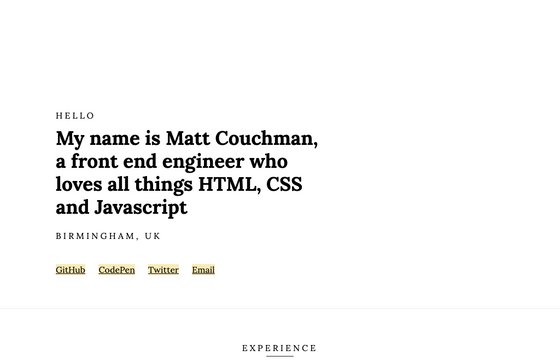 HELLO
My name is Matt Couchman,
a front end engineer who
loves all things HTML, CSS
and Javascript
BIRMINGHAM, UK
GitHub CodePen Twitter Email
EXPERIENCE